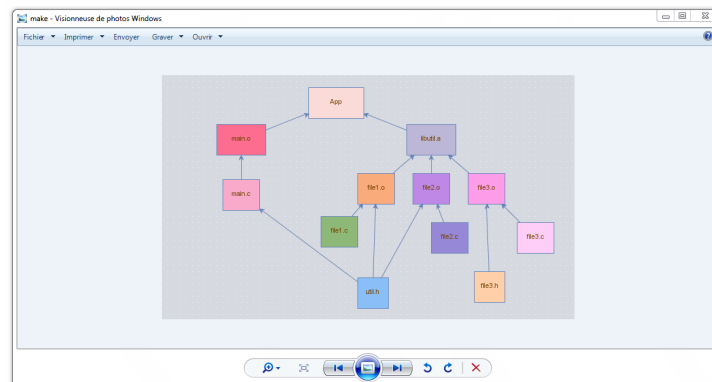 make - Visionneuse de photos Windows
Fichier Imprimer Envoyer Graver Ouvrir
App
main.o
libutil.a
main.c
file1.o
file2.o
file3.o
file1.c
file2.c
file3.c
util.h
file3.h